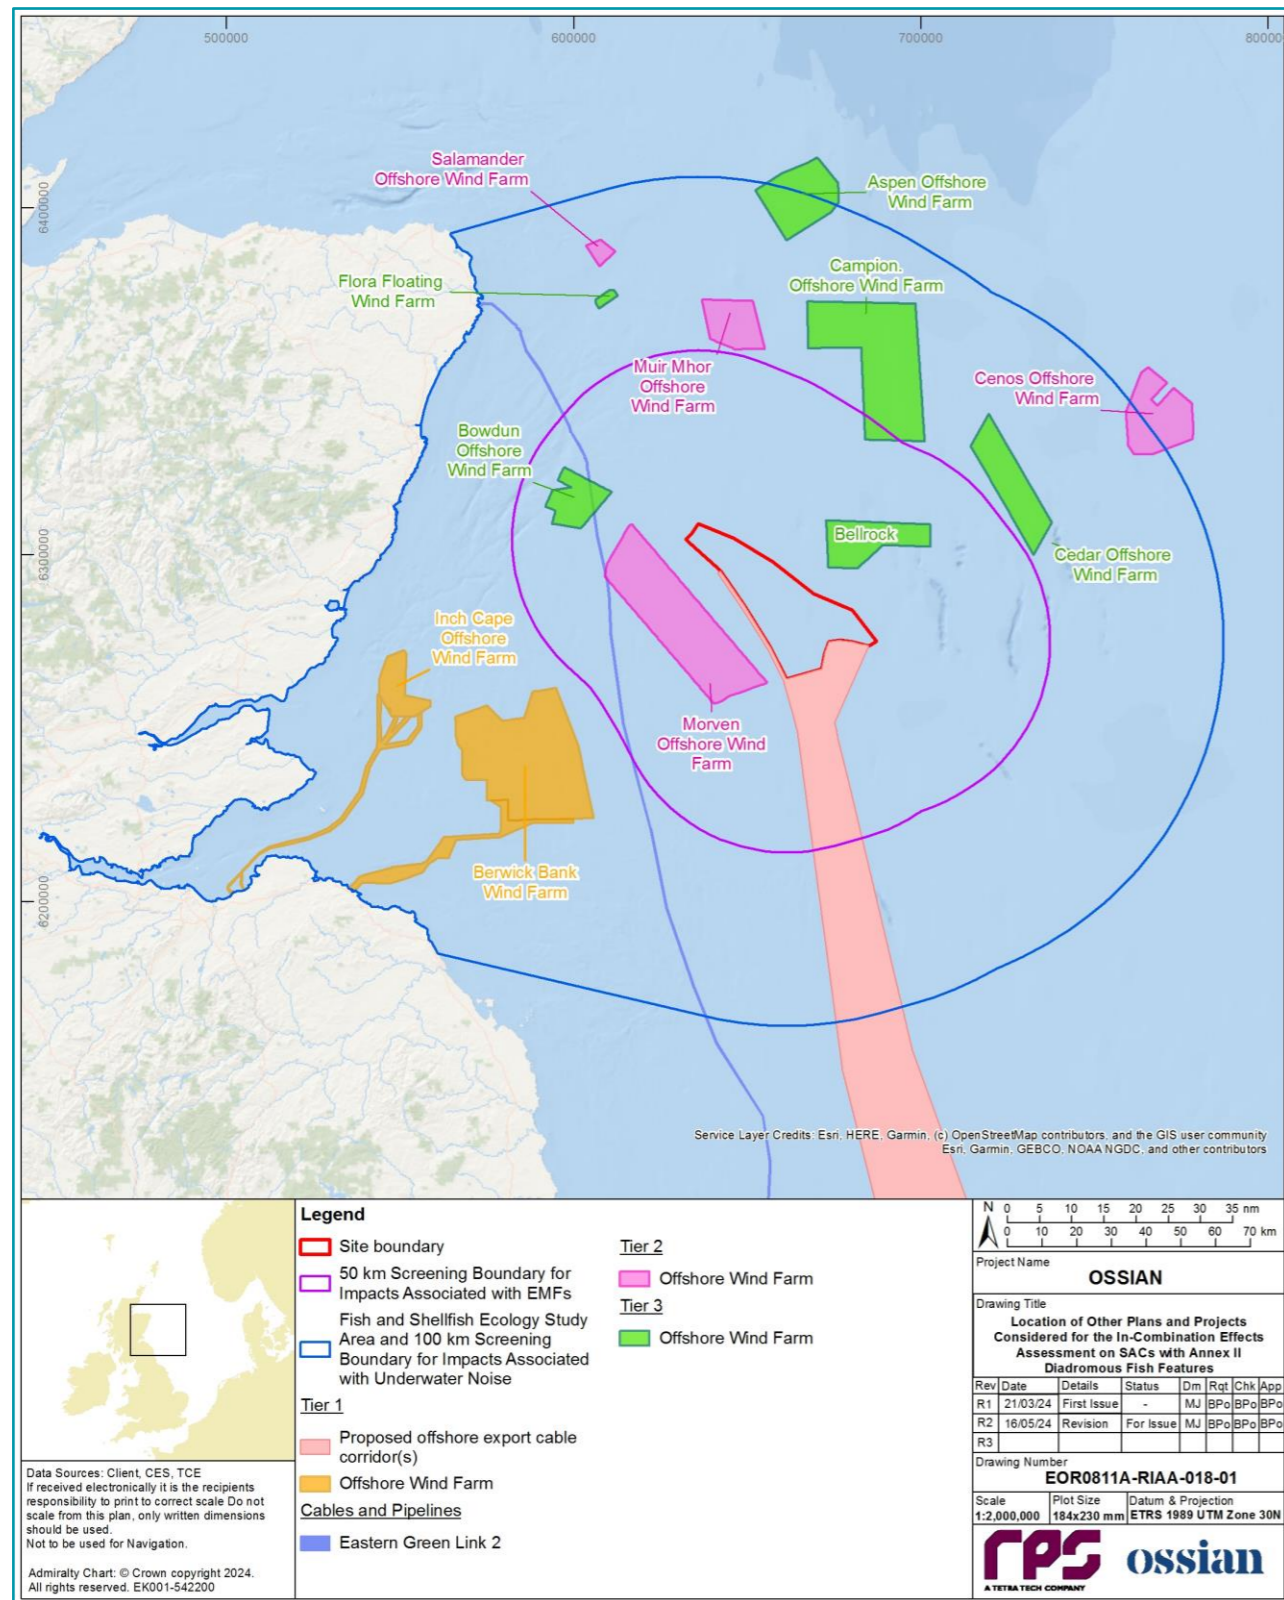 500000
600000
700000
80000
6400000
6300000
6200000
Salamander
Offshore Wind Farm
Aspen Offshore
Wind Farm
Flora Floating
Wind Farm
Campion.
Offshore Wind Farm
Muir Mhor
Offshore
Wind Farm
Cenos Offshore
Wind Farm
Bowdun
Offshore
Wind Farm
Bellrock
Cedar Offshore
Wind Farm
Inch Cape
Offshore
Wind Farm
Morven
Offshore Wind
Farm
Berwick Bank
Wind Farm
Service Layer Credits: Esri, HERE, Garmin, (c) OpenStreetMap contributors, and the GIS user community
Esri, Garmin, GEBCO, NOAA NGDC, and other contributors
Legend
Site boundary
50 km Screening Boundary for
Impacts Associated with EMFs
Fish and Shellfish Ecology Study
Area and 100 km Screening
Boundary for Impacts Associated
with Underwater Noise
Tier 1
Proposed offshore export cable
corridor(s)
Offshore Wind Farm
Cables and Pipelines
Eastern Green Link 2
Tier 2
Offshore Wind Farm
Tier 3
Offshore Wind Farm
Data Sources: Client, CES, TCE
If received electronically it is the recipients
responsibility to print to correct scale Do not
scale from this plan, only written dimensions
should be used.
Not to be used for Navigation.
Admiralty Chart: © Crown copyright 2024.
All rights reserved. EK001-542200
N
0 5 10 15 20 25 30 35 nm
0 10 20 30 40 50 60 70 km
Project Name
OSSIAN
Drawing Title
Location of Other Plans and Projects
Considered for the In-Combination Effects
Assessment on SACs with Annex II
Diadromous Fish Features
Rev Date Details Status Dm Rqt Chk App
R1 21/03/24 First Issue - MJ BPo BPo BPo
R2 16/05/24 Revision For Issue MJ BPo BPo BPo
R3
Drawing Number
EOR0811A-RIAA-018-01
Scale Plot Size Datum & Projection
1:2,000,000 184x230 mm ETRS 1989 UTM Zone 30N
rps
A TETRA TECH COMPANY
ossian